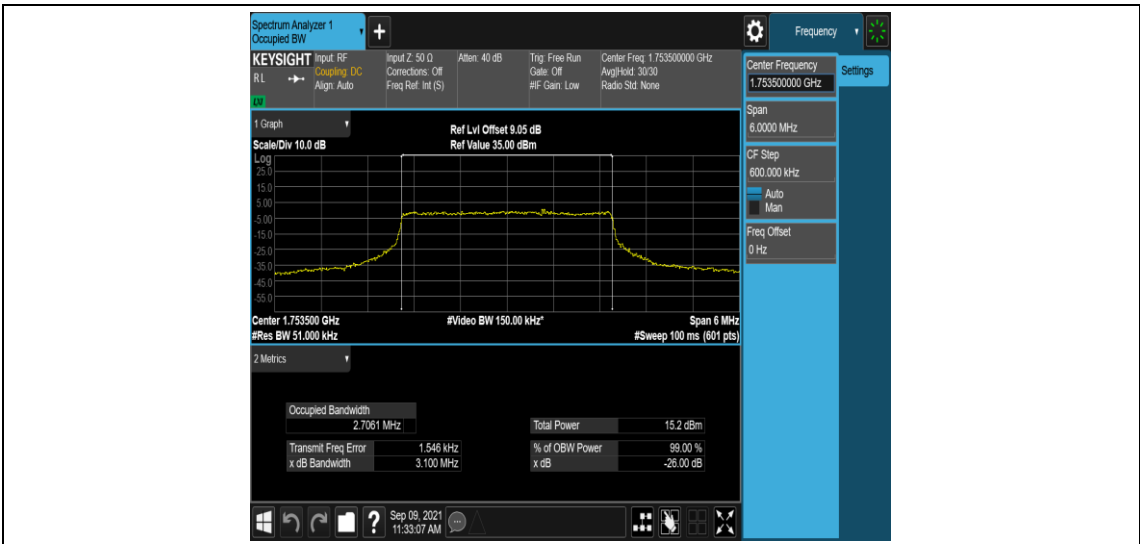 Spectrum Analyzer 1
Occupied BW
+
Frequency
KEYSIGHT Input: RF Input Z: 50 Ω Atten: 40 dB Trig: Free Run Center Freq: 1.753500000 GHz
RL Coupling: DC Corrections: Off Gate: Off Avg|Hold: 30/30
Align: Auto Freq Ref: Int (S) #IF Gain: Low Radio Std: None
LXI
Center Frequency
1.753500000 GHz
Settings
Span
6.0000 MHz
CF Step
600.000 kHz
Auto
Man
Freq Offset
0 Hz
1 Graph
Ref Lvl Offset 9.05 dB
Scale/Div 10.0 dB Ref Value 35.00 dBm
Log
25.0
15.0
5.00
-5.00
-15.0
-25.0
-35.0
-45.0
-55.0
Center 1.753500 GHz #Video BW 150.00 kHz* Span 6 MHz
#Res BW 51.000 kHz #Sweep 100 ms (601 pts)
2 Metrics
Occupied Bandwidth
2.7061 MHz Total Power 15.2 dBm
Transmit Freq Error 1.546 kHz % of OBW Power 99.00 %
x dB Bandwidth 3.100 MHz x dB -26.00 dB
? Sep 09, 2021
11:33:07 AM